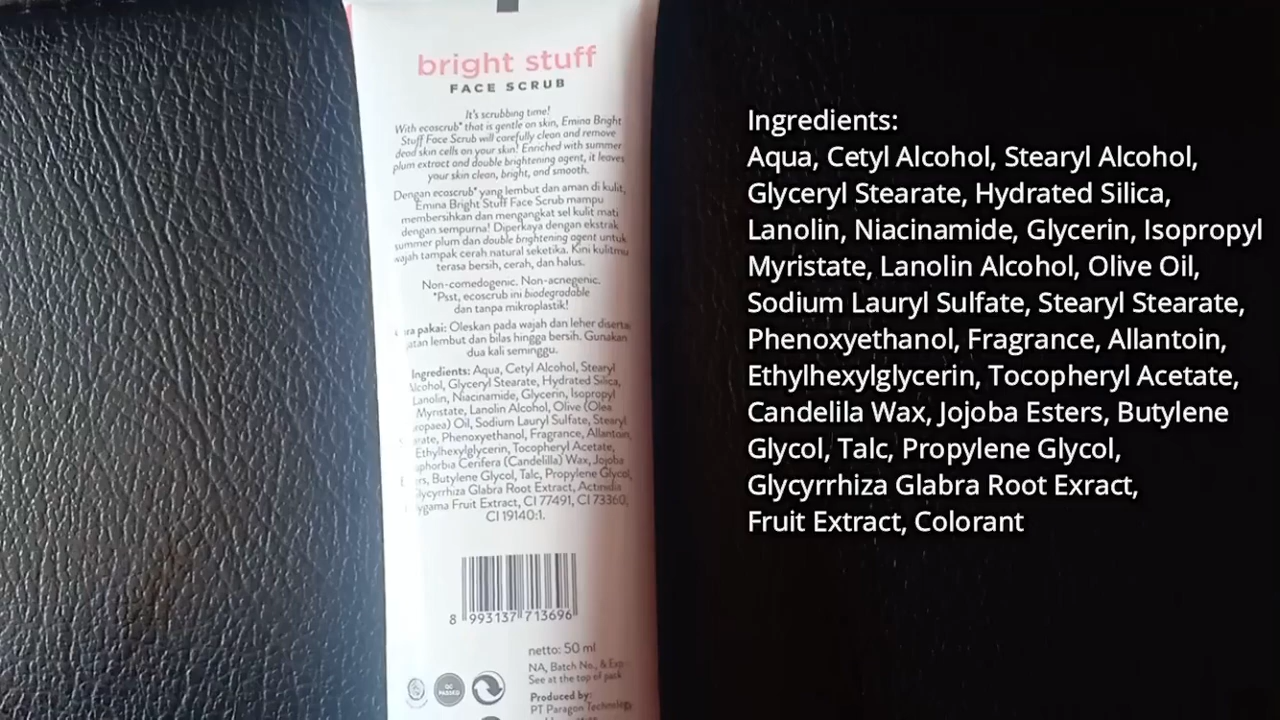 bright stuff
FACE SCRUB
It's scrubbing time!
With ecoscrub* that is gentle on skin, Emina Bright
Stuff Face Scrub will carefully clean and remove
dead skin cells on your skin! Enriched with summer
plum extract and double brightening agent, it leaves
your skin clean, bright, and smooth.
Dengan ecoscrub* yang lembut dan aman di kulit,
Emina Bright Stuff Face Scrub mampu
membersihkan dan mengangkat sel kulit mati
dengan sempurna! Diperkaya dengan ekstrak
summer plum dan double brightening agent untuk
wajah tampak cerah natural seketika. Kini kulitmu
terasa bersih, cerah, dan halus.
Non-comedogenic. Non-acnegenic.
*Psst, ecoscrub ini biodegradable
dan tanpa mikroplastik!
pakai: Oleskan pada wajah dan leher disertai
lembut dan bilas hingga bersih. Gunakan
dua kali seminggu.
Ingredients: Aqua, Cetyl Alcohol, Stearyl
Alcohol, Glyceryl Stearate, Hydrated Silica,
Lanolin, Niacinamide, Glycerin, Isopropyl
Myristate, Lanolin Alcohol, Olive (Olea
Oil, Sodium Lauryl Sulfate, Stearyl
Phenoxyethanol, Fragrance, Allantoin,
Ethylhexylglycerin, Tocopheryl Acetate,
Cerifera (Candelilla) Wax, Jojoba
Butylene Glycol, Talc, Propylene Glycol,
Glycyrrhiza Glabra Root Extract, Actinidia
Fruit Extract, CI 77491, CI 73360,
CI 19140:1.
8 993137 713696
netto: 50 ml
NA, Batch No., & Exp.
See at the top of pack
QC
PASSED
Produced by:
PT Paragon Technology
Ingredients:
Aqua, Cetyl Alcohol, Stearyl Alcohol,
Glyceryl Stearate, Hydrated Silica,
Lanolin, Niacinamide, Glycerin, Isopropyl
Myristate, Lanolin Alcohol, Olive Oil,
Sodium Lauryl Sulfate, Stearyl Stearate,
Phenoxyethanol, Fragrance, Allantoin,
Ethylhexylglycerin, Tocopheryl Acetate,
Candelila Wax, Jojoba Esters, Butylene
Glycol, Talc, Propylene Glycol,
Glycyrrhiza Glabra Root Exract,
Fruit Extract, Colorant